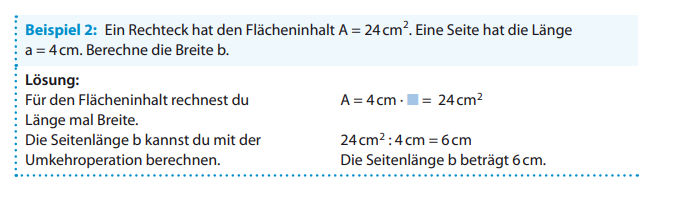 Beispiel 2: Ein Rechteck hat den Flächeninhalt A = 24 cm². Eine Seite hat die Länge
a = 4 cm. Berechne die Breite b.
Lösung:
Für den Flächeninhalt rechnest du
Länge mal Breite.
A = 4 cm · ■ = 24 cm²
Die Seitenlänge b kannst du mit der
Umkehroperation berechnen.
24 cm² : 4 cm = 6 cm
Die Seitenlänge b beträgt 6 cm.